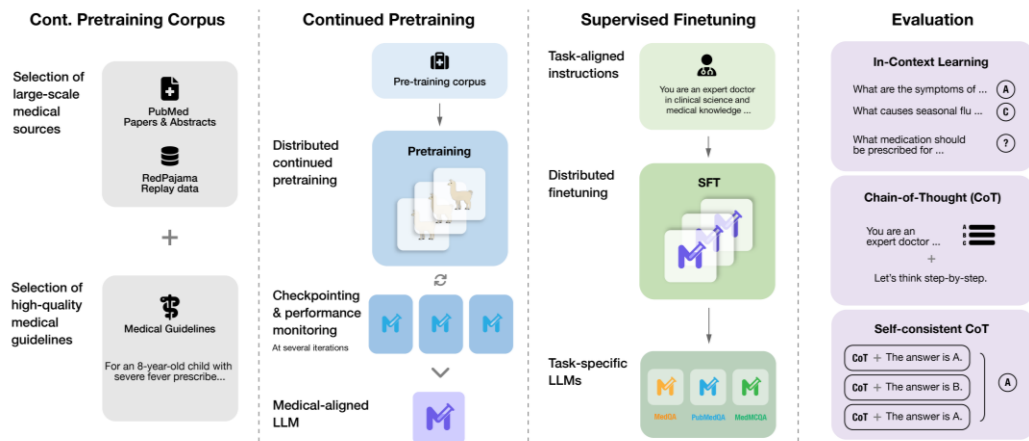 Cont. Pretraining Corpus
Selection of
large-scale
medical
sources
PubMed
Papers & Abstracts
RedPajama
Replay data
+
Selection of
high-quality
medical
guidelines
Medical Guidelines
For an 8-year-old child with
severe fever prescribe...
Continued Pretraining
Pre-training corpus
Distributed
continued
pretraining
Pretraining
Checkpointing
& performance
monitoring
At several iterations
Medical-aligned
LLM
Supervised Finetuning
Task-aligned
instructions
You are an expert doctor
in clinical science and
medical knowledge ...
Distributed
finetuning
SFT
Task-specific
LLMs
MedQA
PubMedQA
MedMCQA
Evaluation
In-Context Learning
What are the symptoms of ... A
What causes seasonal flu ... C
What medication should
be prescribed for ... ?
Chain-of-Thought (CoT)
You are an
expert doctor ...
A
B
C
+
Let's think step-by-step.
Self-consistent CoT
CoT + The answer is A.
CoT + The answer is B.
CoT + The answer is A.
A